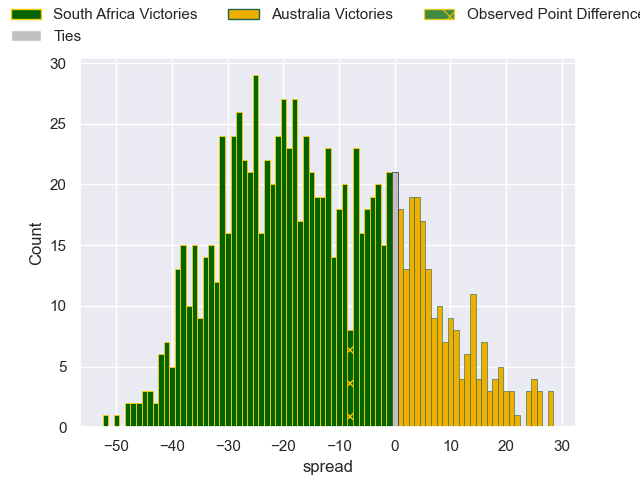 South Africa Victories
Australia Victories
Observed Point Difference
Ties
30
25
20
15
10
5
0
Count
−50 −40 −30 −20 −10 0 10 20 30
spread